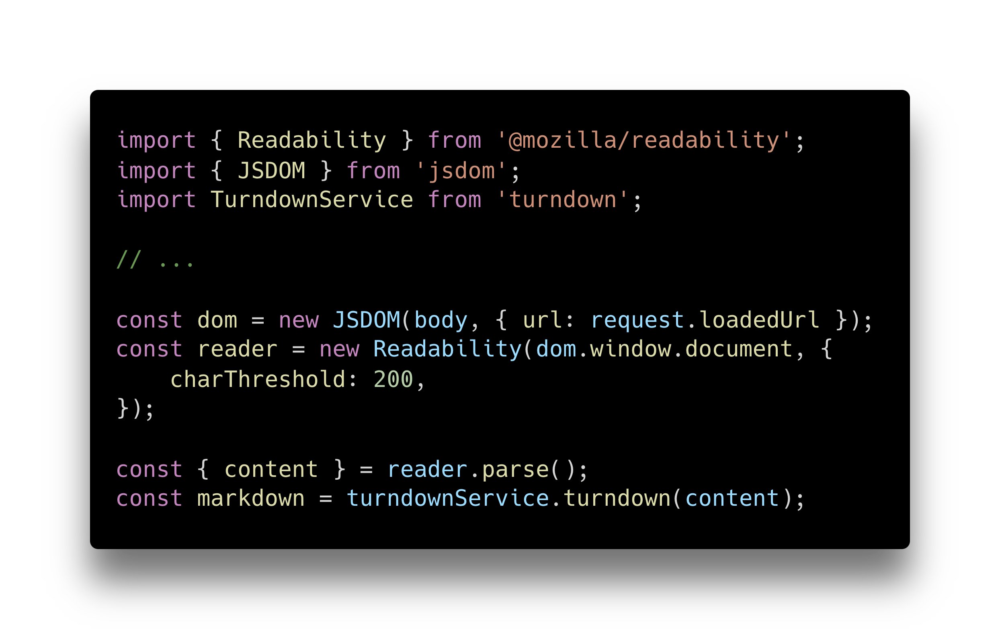 import { Readability } from '@mozilla/readability';
import { JSDOM } from 'jsdom';
import TurndownService from 'turndown';

// ...

const dom = new JSDOM(body, { url: request.loadedUrl });
const reader = new Readability(dom.window.document, {
    charThreshold: 200,
});

const { content } = reader.parse();
const markdown = turndownService.turndown(content);